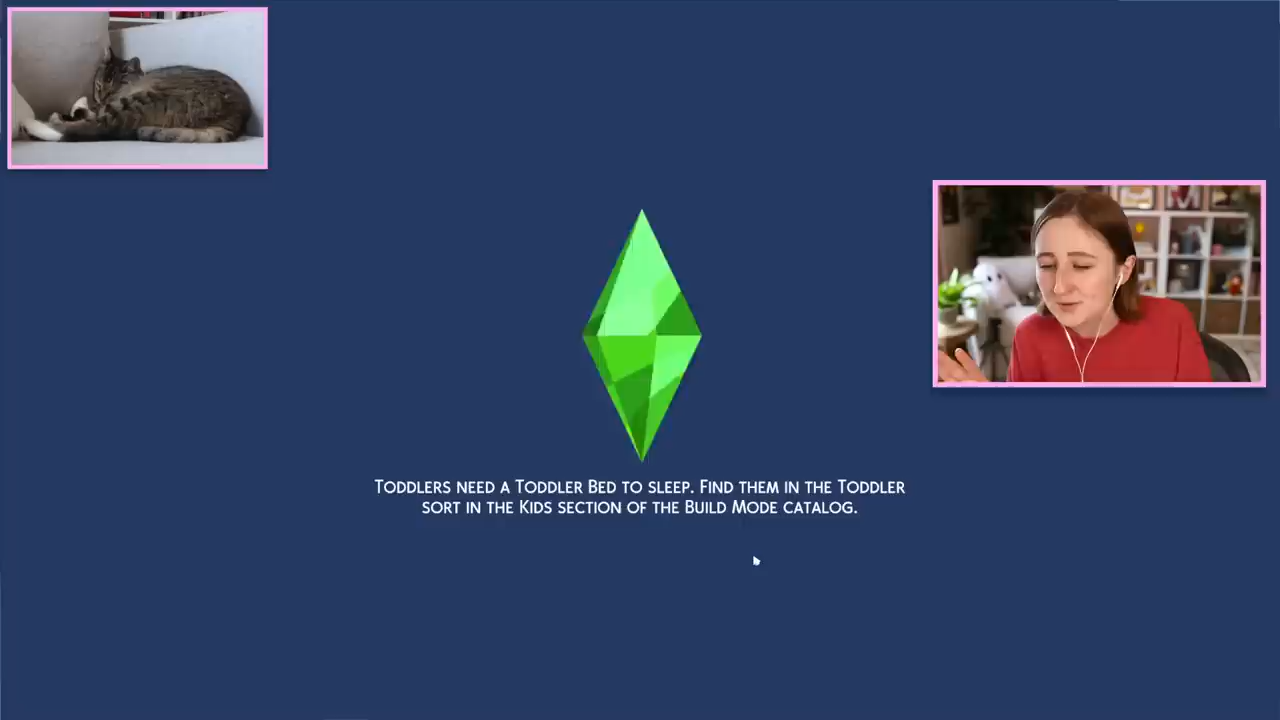 TODDLERS NEED A TODDLER BED TO SLEEP. FIND THEM IN THE TODDLER
SORT IN THE KIDS SECTION OF THE BUILD MODE CATALOG.